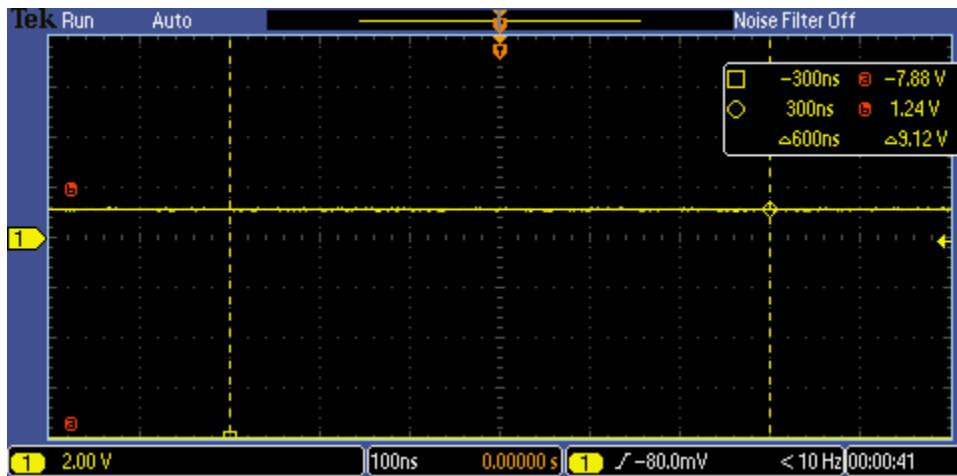 Tek Run Auto Noise Filter Off
T
T
−300ns a −7.88 V
300ns b 1.24 V
△600ns △9.12 V
b
1
a
1 2.00 V 100ns 0.00000 s 1 −80.0mV < 10 Hz 00:00:41